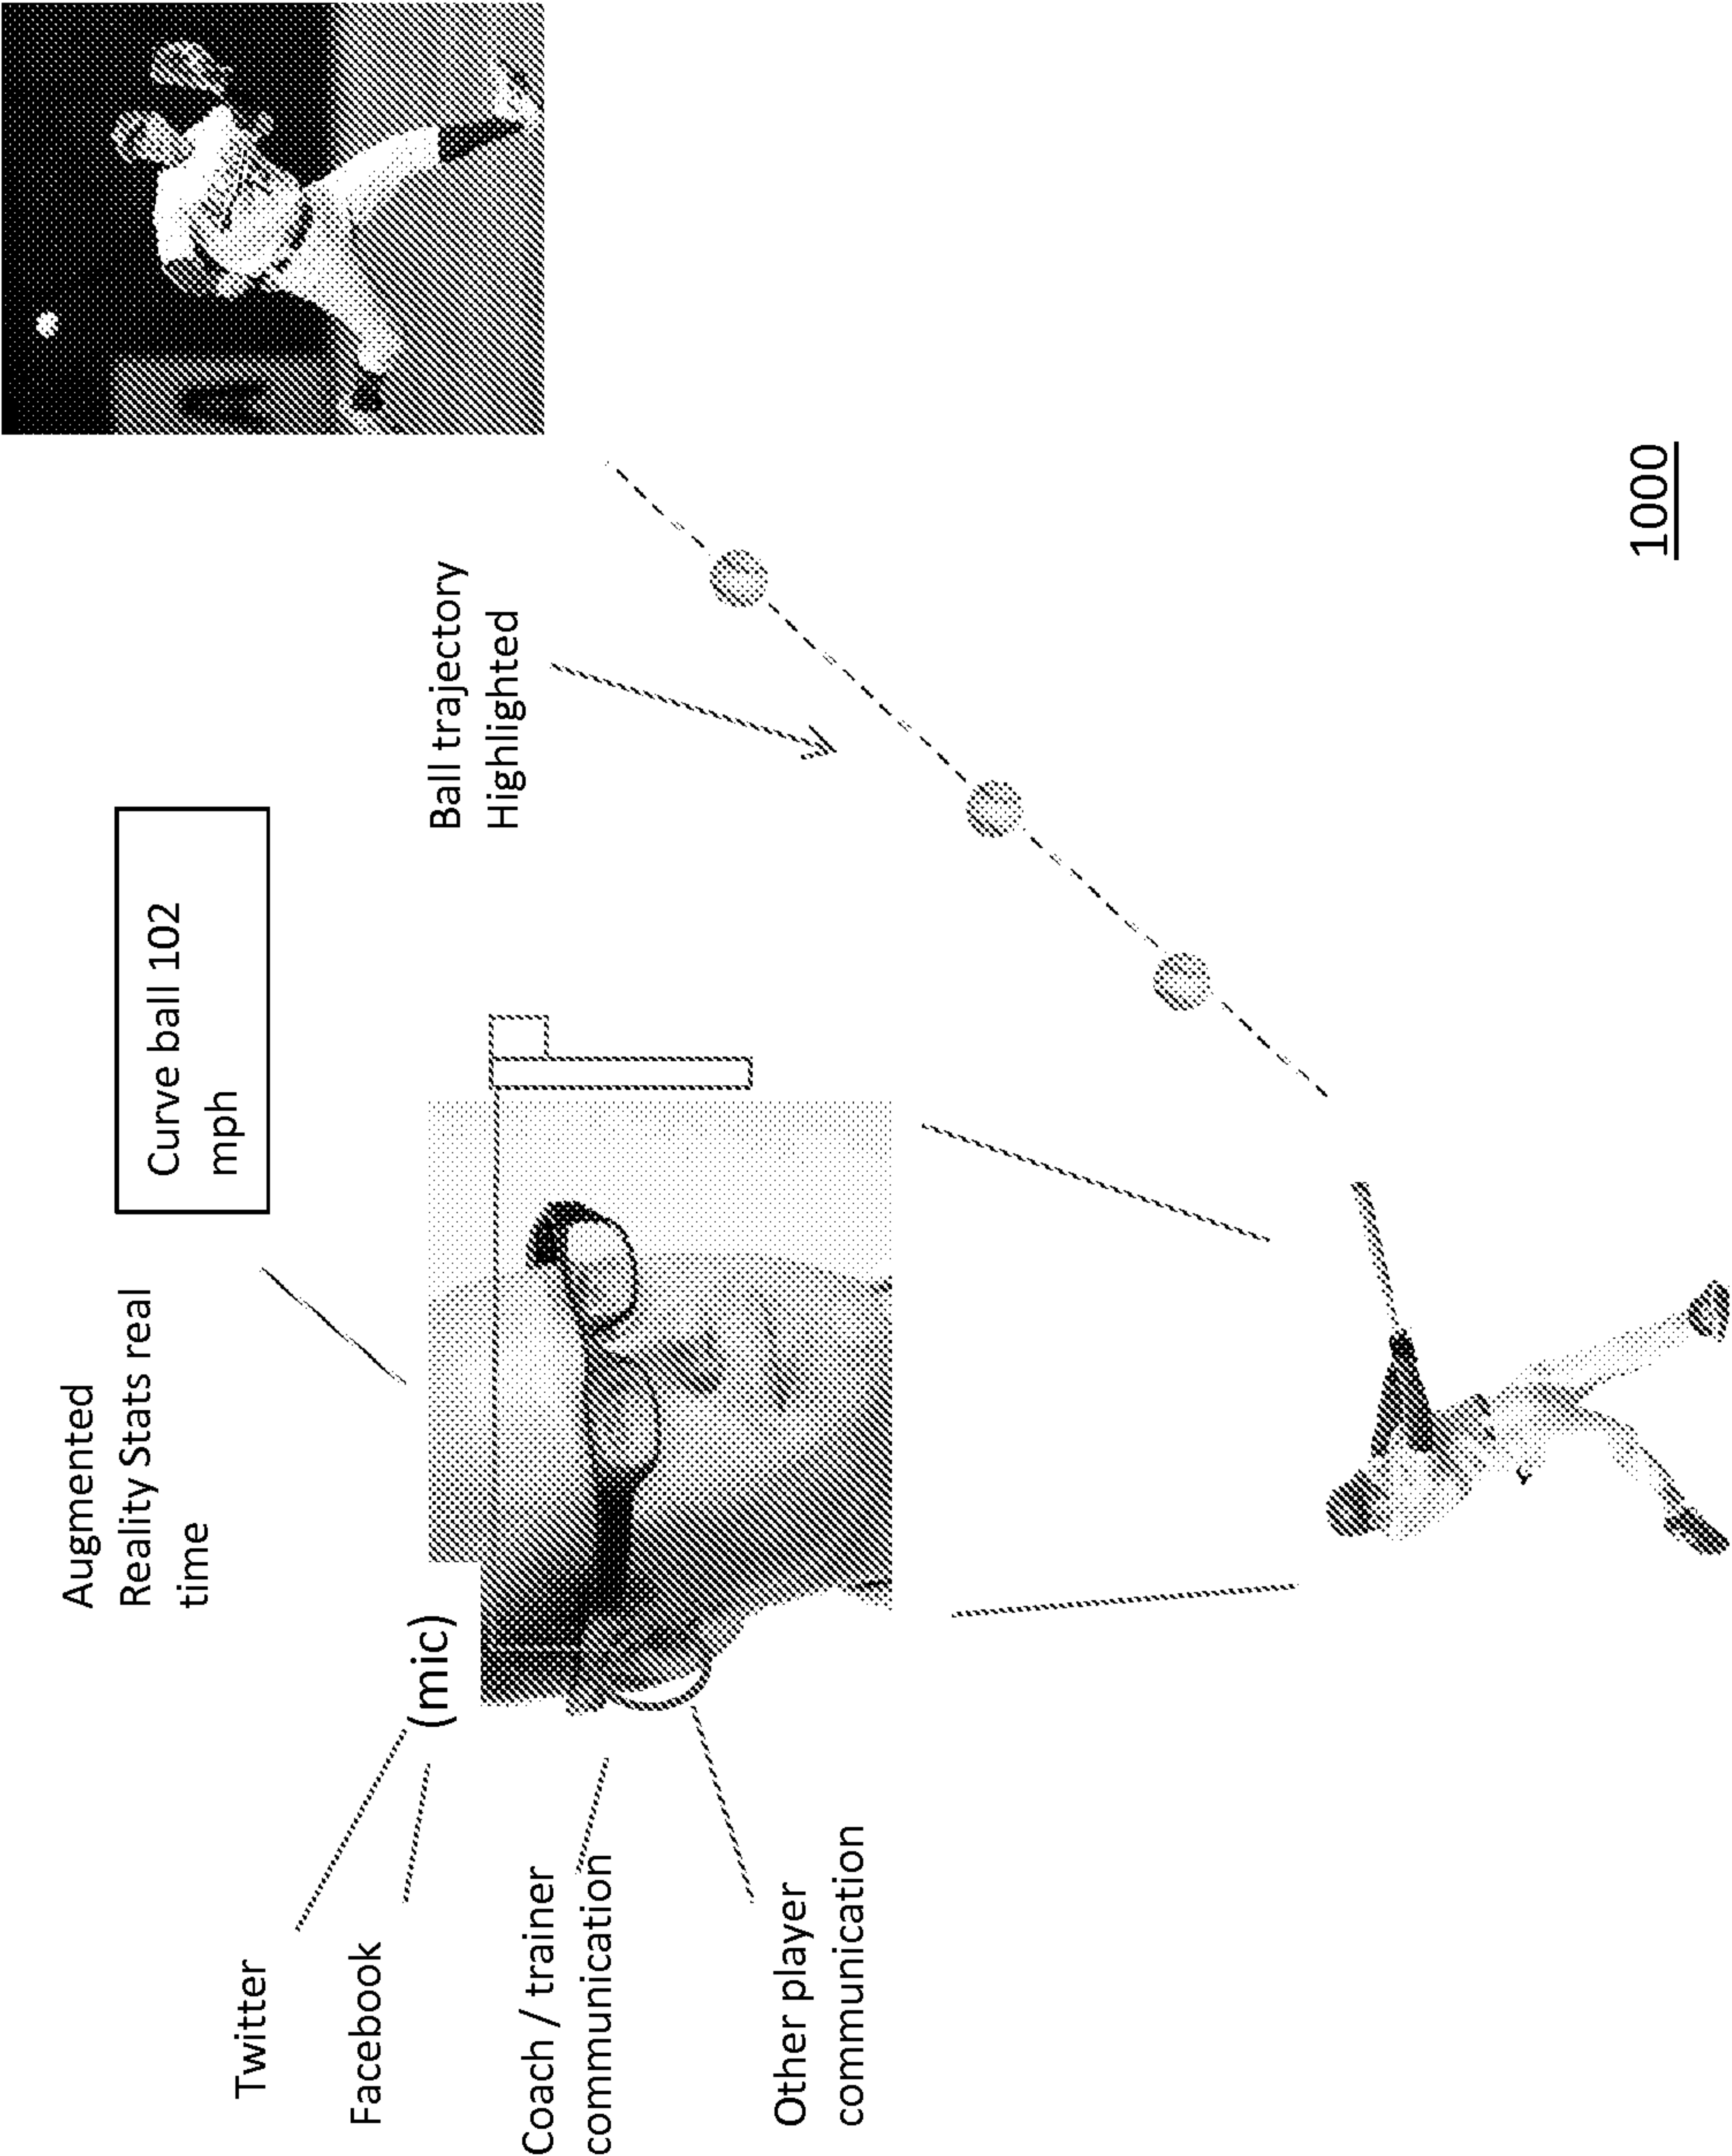 Augmented
Reality Stats real
time
Curve ball 102
mph
Twitter
Facebook
(mic)
Coach / trainer
communication
Other player
communication
Ball trajectory
Highlighted
1000